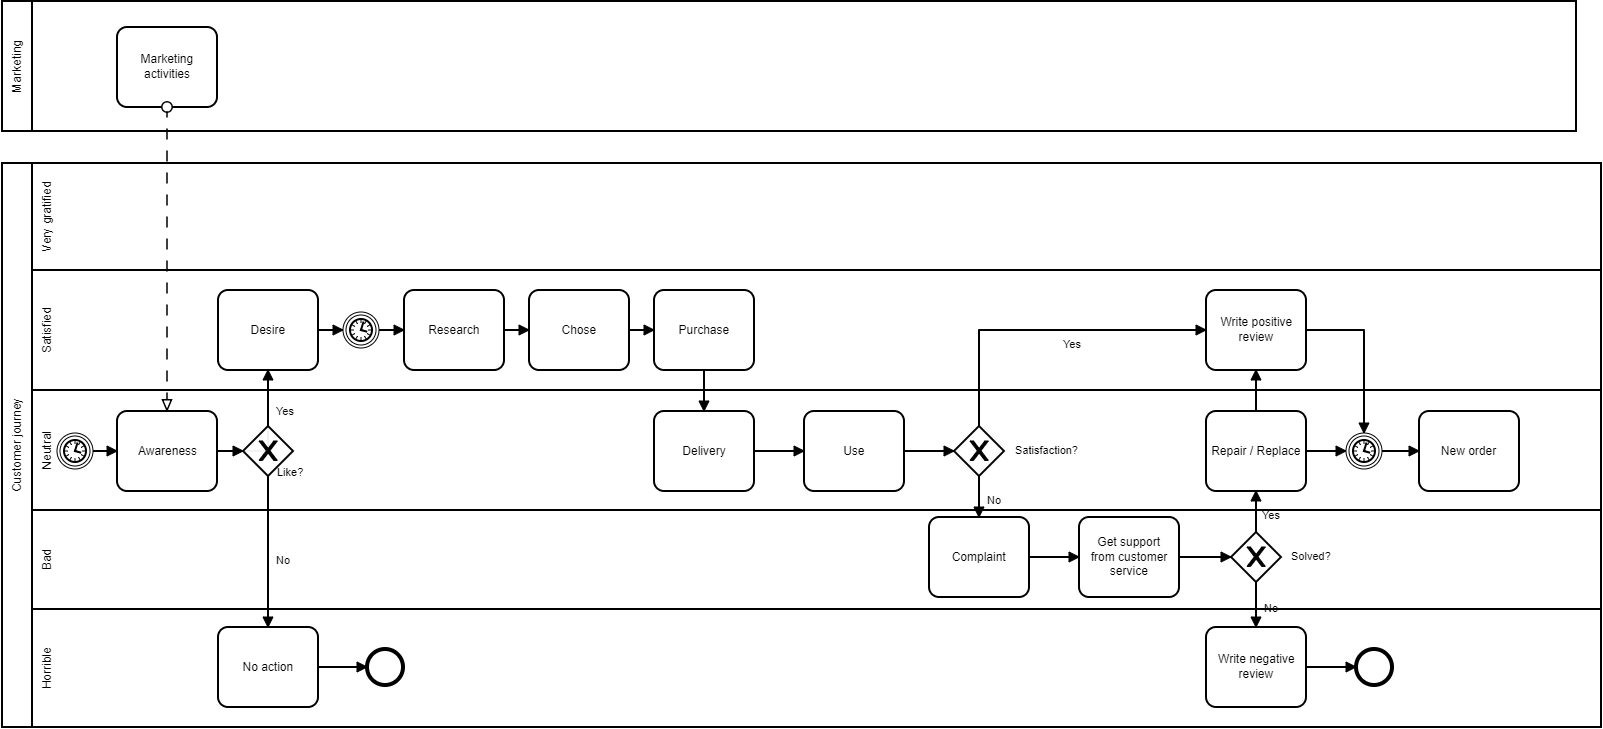 Marketing
Marketing
activities
Customer journey
Very gratified
Satisfied
Desire
Research
Chose
Purchase
Yes
Write positive
review
Neutral
Awareness
Yes
Like?
Delivery
Use
Satisfaction?
Repair / Replace
New order
No
Yes
Bad
No
Complaint
Get support
from customer
service
Solved?
No
Horrible
No action
Write negative
review